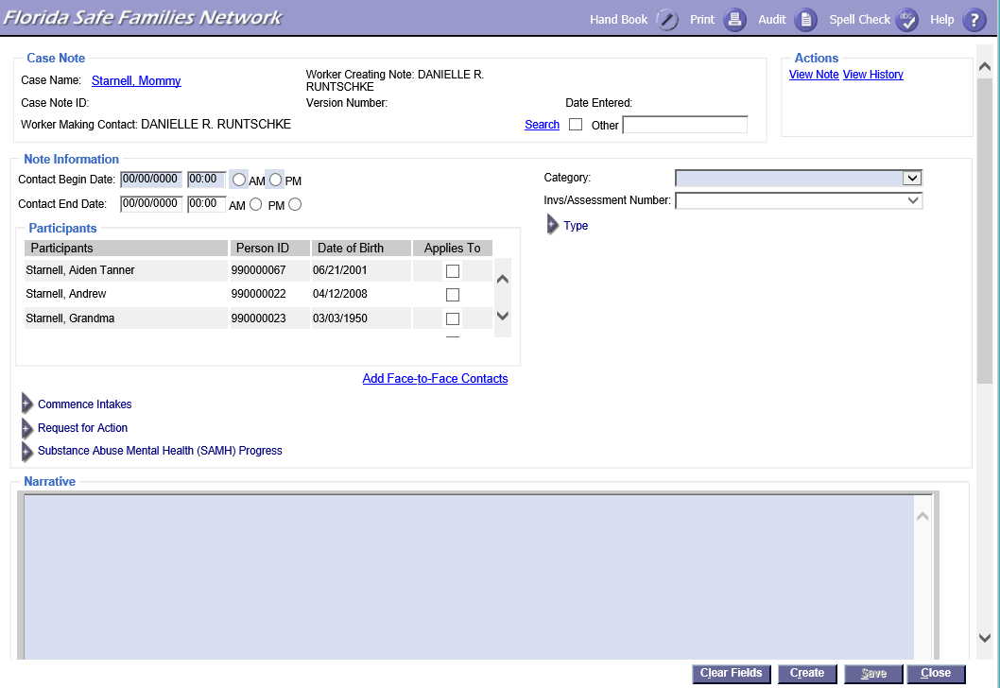 Florida Safe Families Network
Hand Book Print Audit Spell Check abc Help ?
Case Note
Case Name: Starnell, Mommy
Worker Creating Note: DANIELLE R. RUNTSCHKE
Case Note ID:
Version Number:
Date Entered:
Worker Making Contact: DANIELLE R. RUNTSCHKE
Search Other
Actions
View Note View History
Note Information
Contact Begin Date: 00/00/0000 00:00 AM PM
Contact End Date: 00/00/0000 00:00 AM PM
Category:
Invs/Assessment Number:
Type
Participants
Participants Person ID Date of Birth Applies To
Starnell, Aiden Tanner 990000067 06/21/2001
Starnell, Andrew 990000022 04/12/2008
Starnell, Grandma 990000023 03/03/1950
Add Face-to-Face Contacts
Commence Intakes
Request for Action
Substance Abuse Mental Health (SAMH) Progress
Narrative
Clear Fields Create Save Close